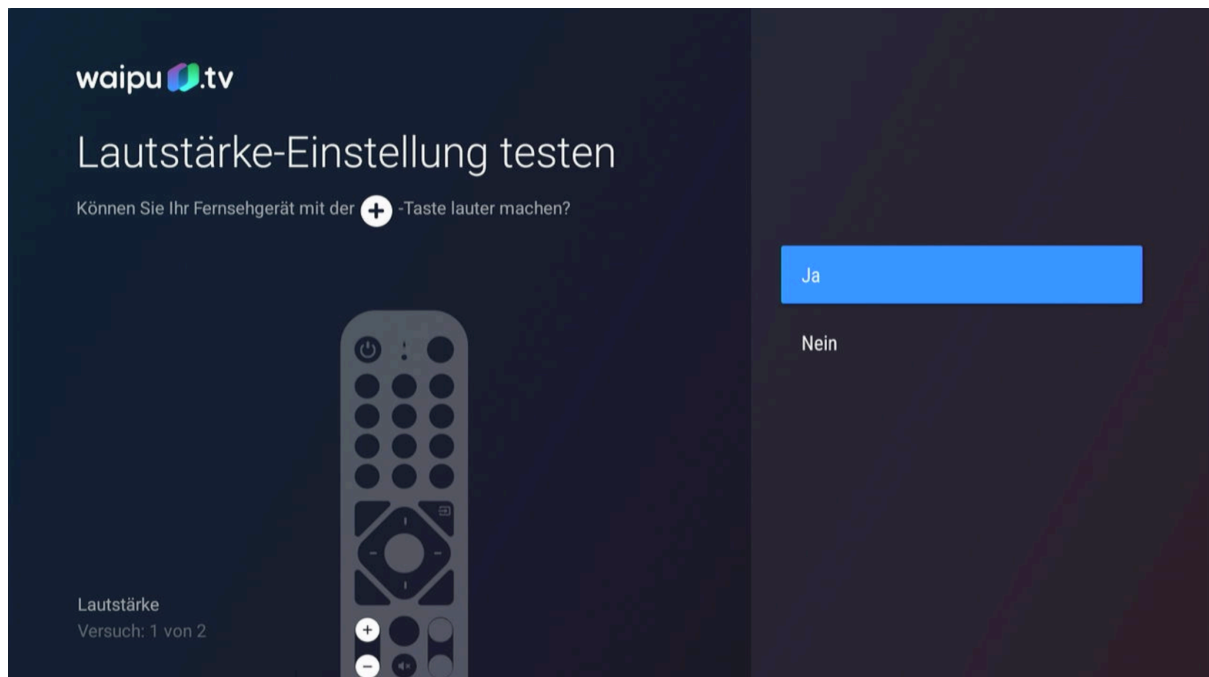 waipu.tv
Lautstärke-Einstellung testen
Können Sie Ihr Fernsehgerät mit der + -Taste lauter machen?
Ja
Nein
Lautstärke
Versuch: 1 von 2
+
−